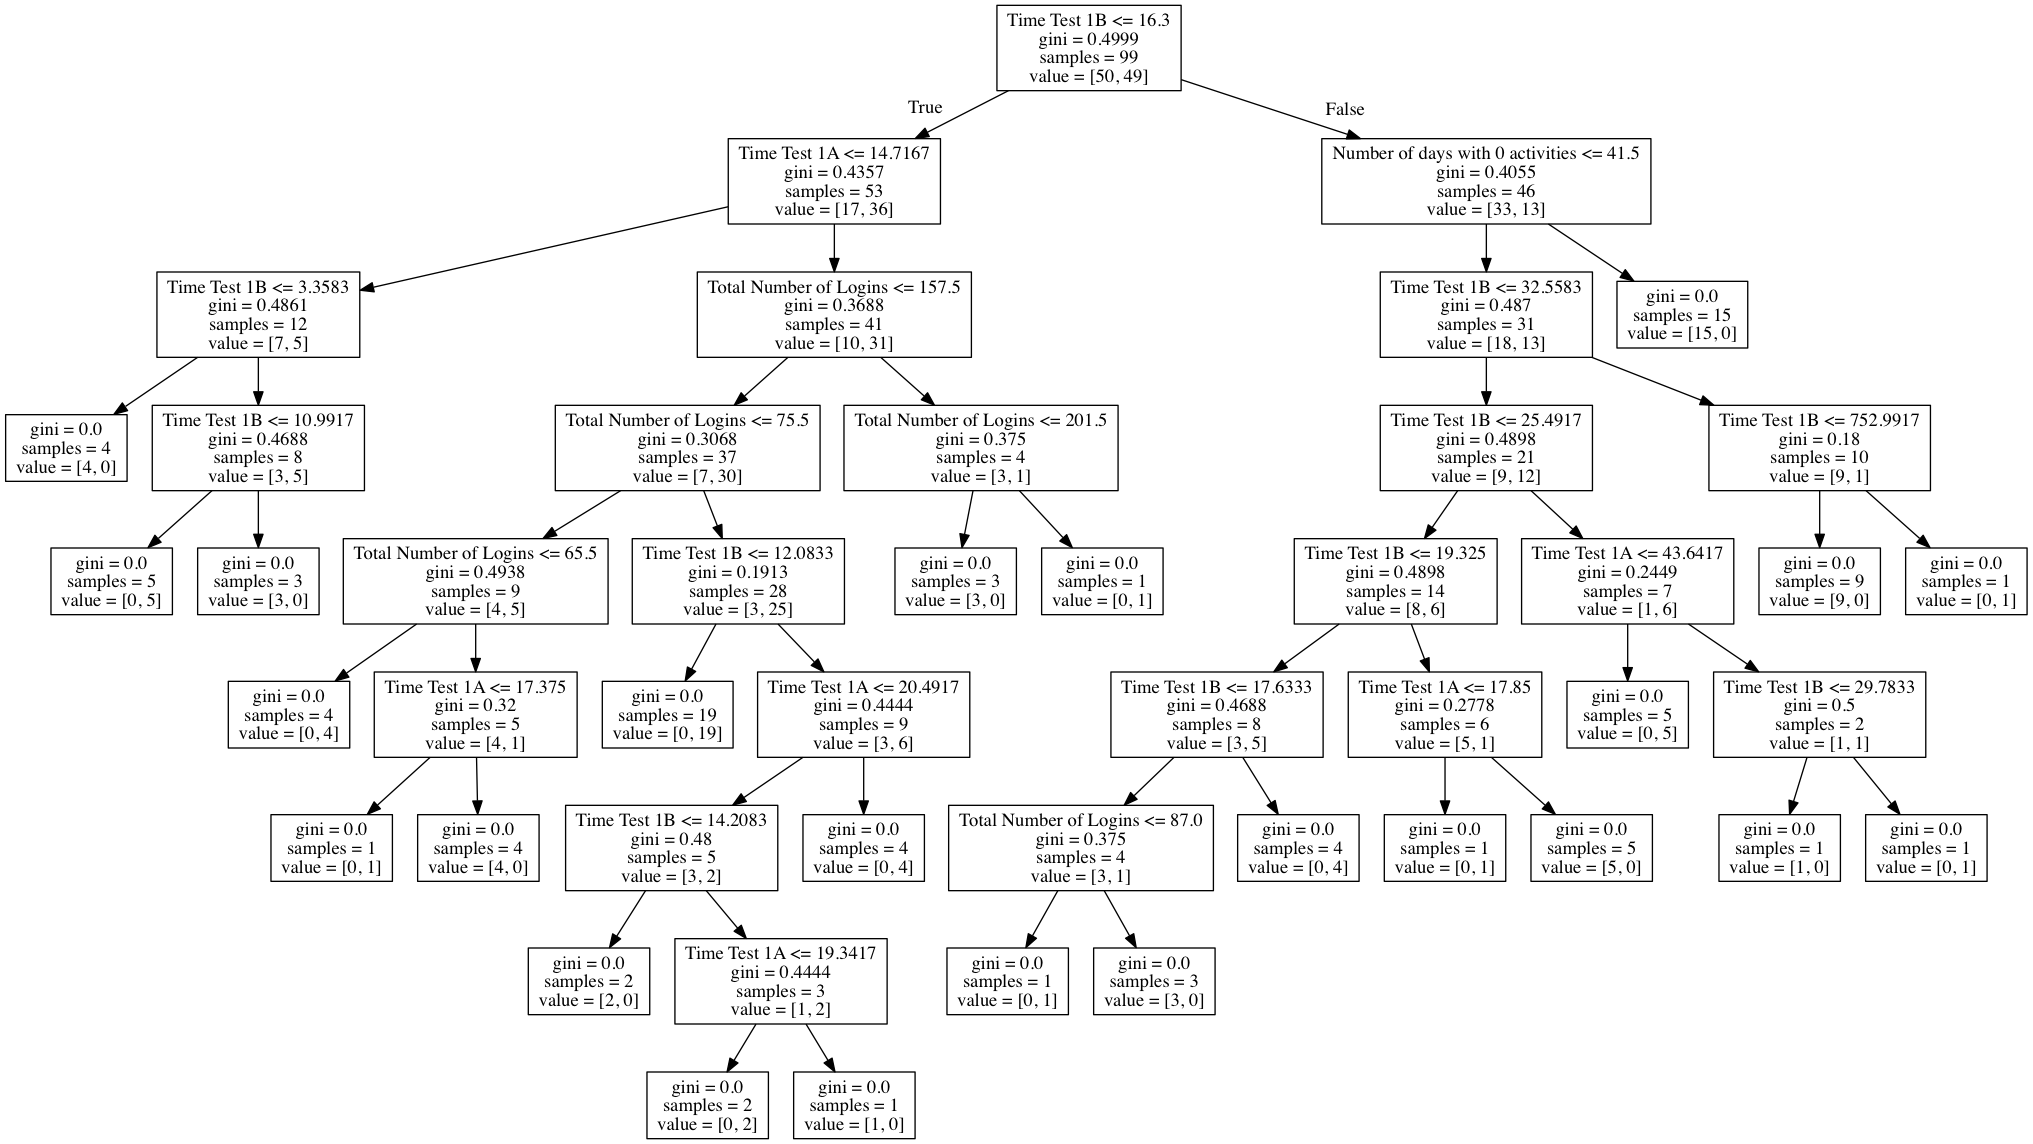 Time Test 1B <= 16.3
gini = 0.4999
samples = 99
value = [50, 49]
True
False
Time Test 1A <= 14.7167
gini = 0.4357
samples = 53
value = [17, 36]
Number of days with 0 activities <= 41.5
gini = 0.4055
samples = 46
value = [33, 13]
Time Test 1B <= 3.3583
gini = 0.4861
samples = 12
value = [7, 5]
Total Number of Logins <= 157.5
gini = 0.3688
samples = 41
value = [10, 31]
Time Test 1B <= 32.5583
gini = 0.487
samples = 31
value = [18, 13]
gini = 0.0
samples = 15
value = [15, 0]
gini = 0.0
samples = 4
value = [4, 0]
Time Test 1B <= 10.9917
gini = 0.4688
samples = 8
value = [3, 5]
Total Number of Logins <= 75.5
gini = 0.3068
samples = 37
value = [7, 30]
Total Number of Logins <= 201.5
gini = 0.375
samples = 4
value = [3, 1]
Time Test 1B <= 25.4917
gini = 0.4898
samples = 21
value = [9, 12]
Time Test 1B <= 752.9917
gini = 0.18
samples = 10
value = [9, 1]
gini = 0.0
samples = 5
value = [0, 5]
gini = 0.0
samples = 3
value = [3, 0]
Total Number of Logins <= 65.5
gini = 0.4938
samples = 9
value = [4, 5]
Time Test 1B <= 12.0833
gini = 0.1913
samples = 28
value = [3, 25]
gini = 0.0
samples = 3
value = [3, 0]
gini = 0.0
samples = 1
value = [0, 1]
Time Test 1B <= 19.325
gini = 0.4898
samples = 14
value = [8, 6]
Time Test 1A <= 43.6417
gini = 0.2449
samples = 7
value = [1, 6]
gini = 0.0
samples = 9
value = [9, 0]
gini = 0.0
samples = 1
value = [0, 1]
gini = 0.0
samples = 4
value = [0, 4]
Time Test 1A <= 17.375
gini = 0.32
samples = 5
value = [4, 1]
gini = 0.0
samples = 19
value = [0, 19]
Time Test 1A <= 20.4917
gini = 0.4444
samples = 9
value = [3, 6]
Time Test 1B <= 17.6333
gini = 0.4688
samples = 8
value = [3, 5]
Time Test 1A <= 17.85
gini = 0.2778
samples = 6
value = [5, 1]
gini = 0.0
samples = 5
value = [0, 5]
Time Test 1B <= 29.7833
gini = 0.5
samples = 2
value = [1, 1]
gini = 0.0
samples = 1
value = [0, 1]
gini = 0.0
samples = 4
value = [4, 0]
Time Test 1B <= 14.2083
gini = 0.48
samples = 5
value = [3, 2]
gini = 0.0
samples = 4
value = [0, 4]
Total Number of Logins <= 87.0
gini = 0.375
samples = 4
value = [3, 1]
gini = 0.0
samples = 4
value = [0, 4]
gini = 0.0
samples = 1
value = [0, 1]
gini = 0.0
samples = 5
value = [5, 0]
gini = 0.0
samples = 1
value = [1, 0]
gini = 0.0
samples = 1
value = [0, 1]
gini = 0.0
samples = 2
value = [2, 0]
Time Test 1A <= 19.3417
gini = 0.4444
samples = 3
value = [1, 2]
gini = 0.0
samples = 1
value = [0, 1]
gini = 0.0
samples = 3
value = [3, 0]
gini = 0.0
samples = 2
value = [0, 2]
gini = 0.0
samples = 1
value = [1, 0]